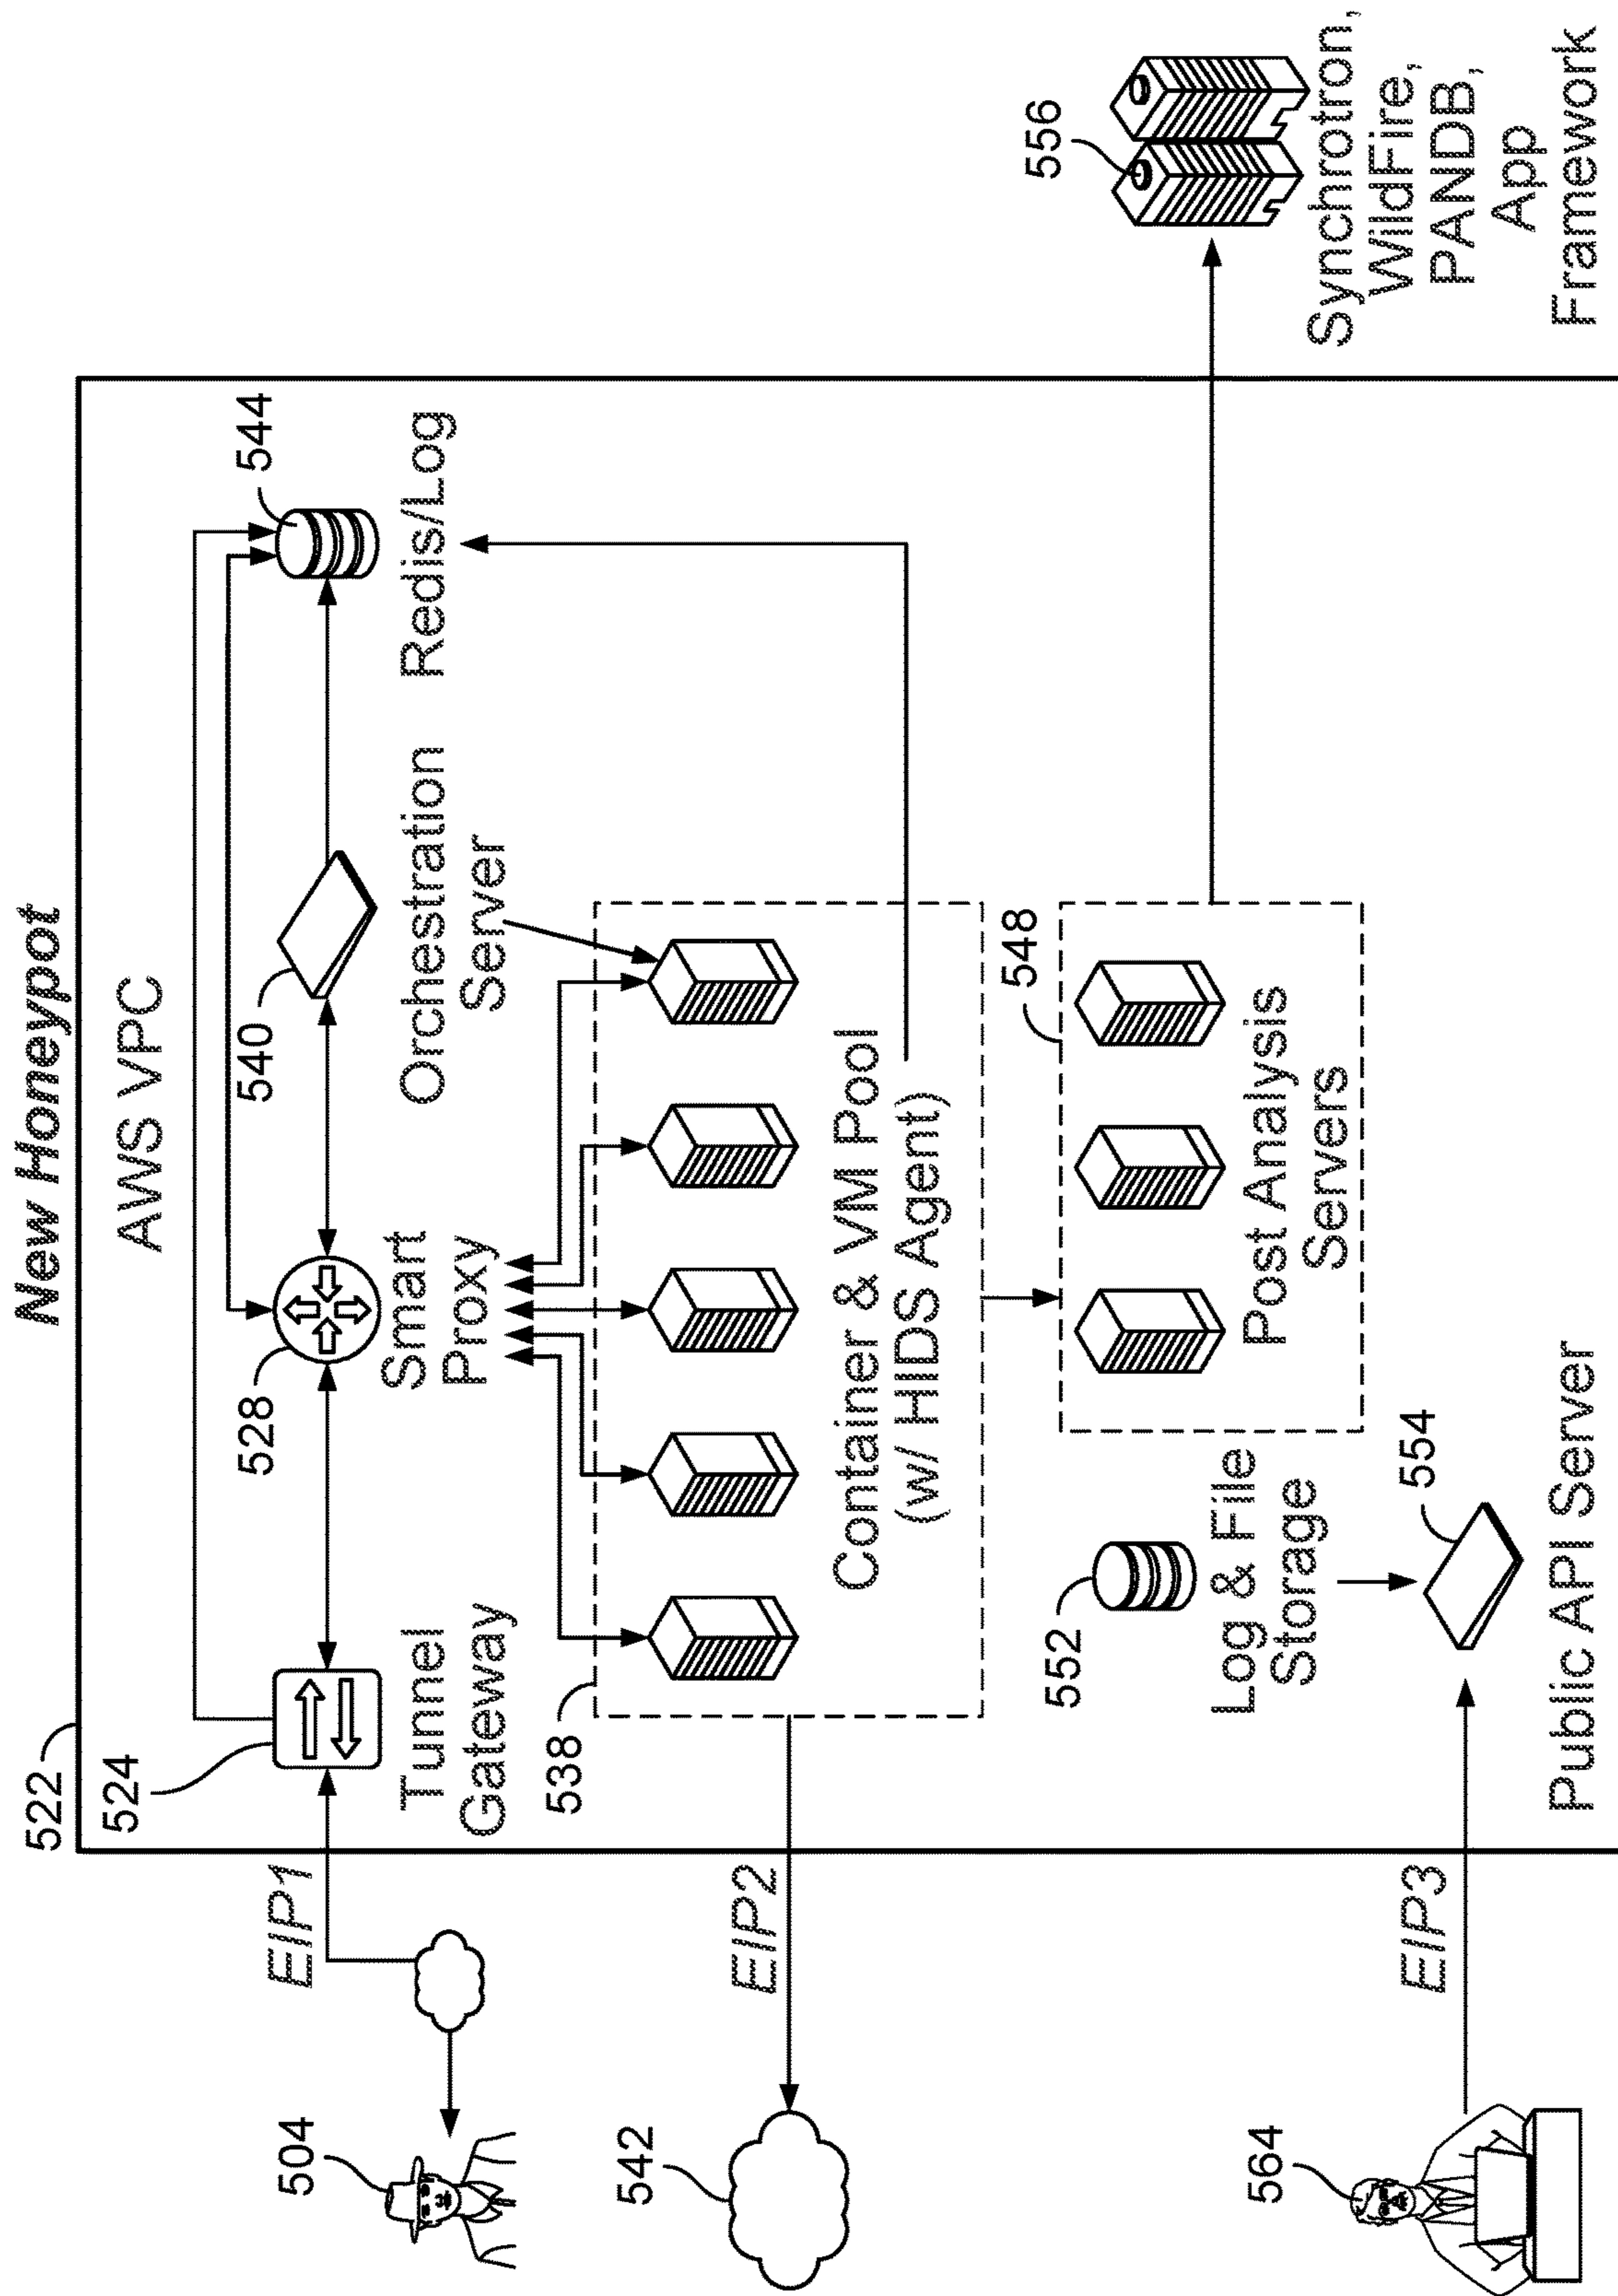 New Honeypot
522
AWS VPC
524
528
540
544
EIP1
504
Tunnel
Gateway
Smart
Proxy
Orchestration
Server
Redis/Log
538
EIP2
542
Container & VM Pool
(w/ HIDS Agent)
548
556
552
Log & File
Storage
Post Analysis
Servers
Synchrotron,
WildFire,
PANDB,
App
Framework
554
EIP3
564
Public API Server